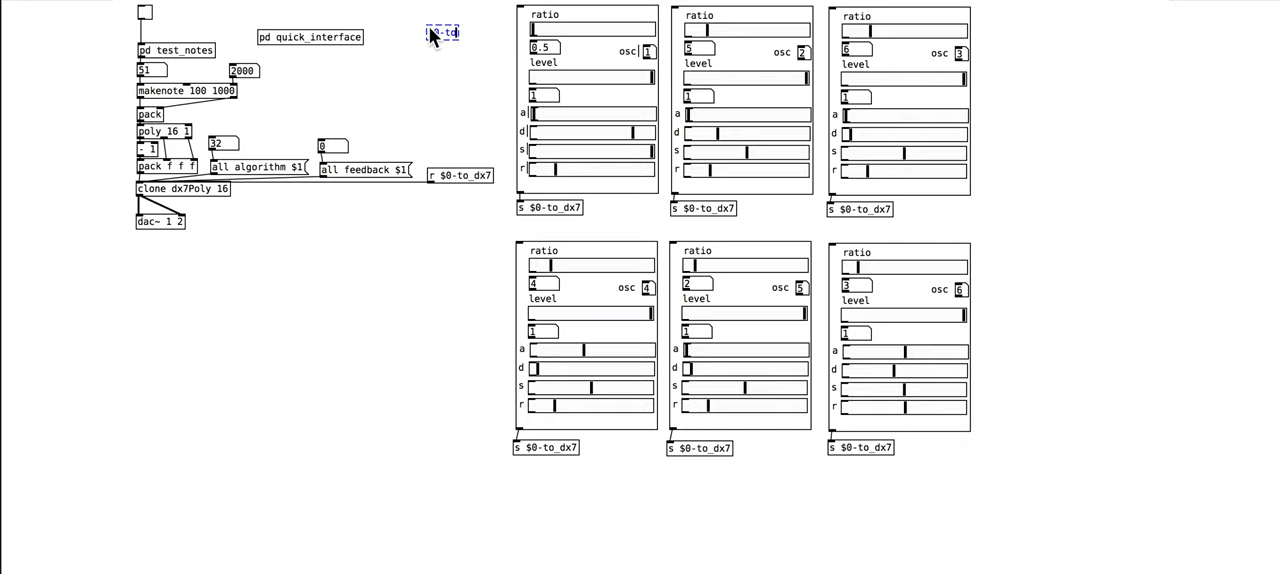 pd test_notes
51
2000
makenote 100 1000
pack
poly 16 1
- 1
pack f f f
32
all algorithm $1
0
all feedback $1
r $0-to_dx7
clone dx7Poly 16
dac~ 1 2
pd quick_interface
ratio
0.5
osc 1
level
1
a
d
s
r
s $0-to_dx7
ratio
5
osc 2
level
1
a
d
s
r
s $0-to_dx7
ratio
6
osc 3
level
1
a
d
s
r
s $0-to_dx7
ratio
4
osc 4
level
1
a
d
s
r
s $0-to_dx7
ratio
2
osc 5
level
1
a
d
s
r
s $0-to_dx7
ratio
3
osc 6
level
1
a
d
s
r
s $0-to_dx7